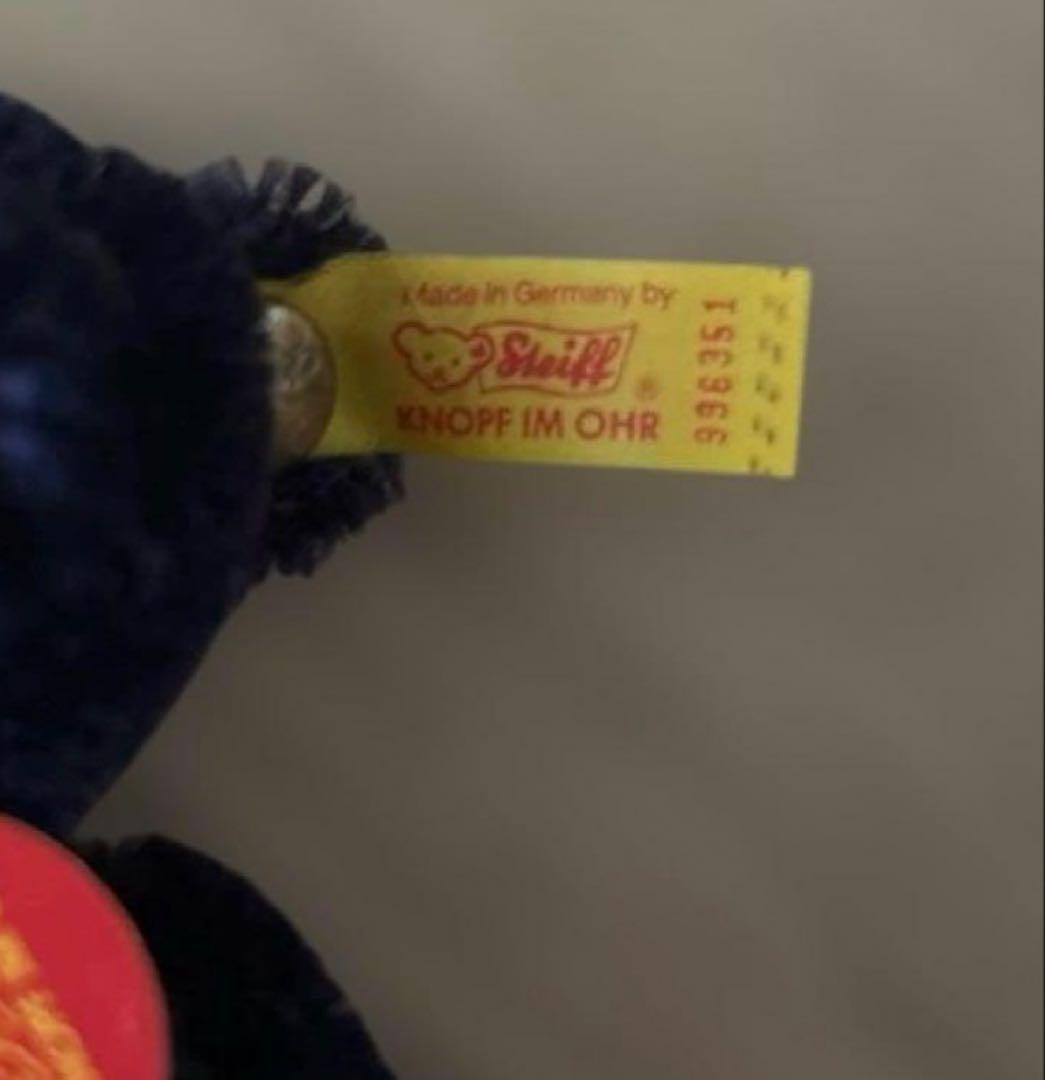 Made in Germany by
Steiff ®
KNOPF IM OHR
996351